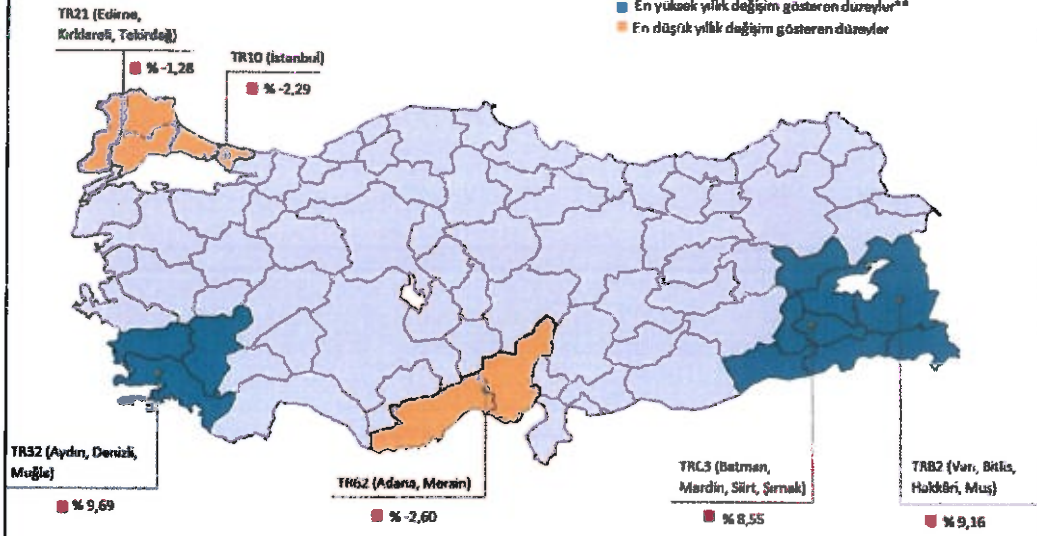 En yüksek yıllık değişim gösteren düzeyler**
En düşük yıllık değişim gösteren düzeyler
TR21 (Edirne,
Kırklareli, Tekirdağ)
% -1,28
TR10 (İstanbul)
% -2,29
TR32 (Aydın, Denizli,
Muğla)
% 9,69
TR62 (Adana, Mersin)
% -2,60
TRC3 (Batman,
Mardin, Siirt, Şırnak)
% 8,55
TRB2 (Van, Bitlis,
Hakkâri, Muş)
% 9,16